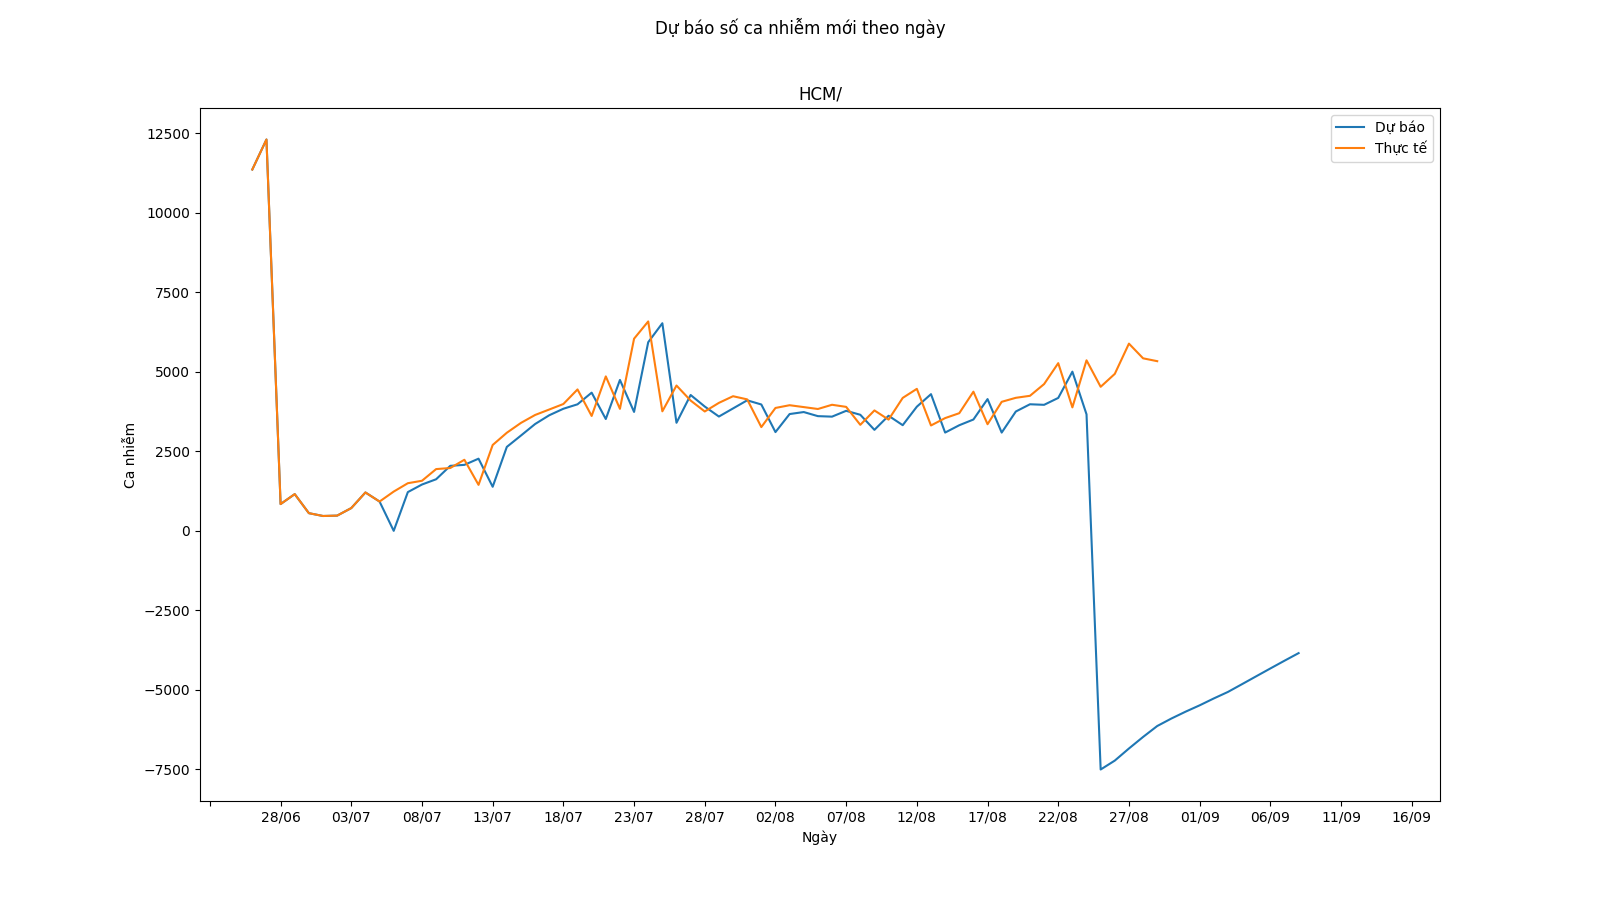 Dự báo số ca nhiễm mới theo ngày
HCM/
Dự báo
Thực tế
12500
10000
7500
5000
2500
0
−2500
−5000
−7500
Ca nhiễm
28/06 03/07 08/07 13/07 18/07 23/07 28/07 02/08 07/08 12/08 17/08 22/08 27/08 01/09 06/09 11/09 16/09
Ngày